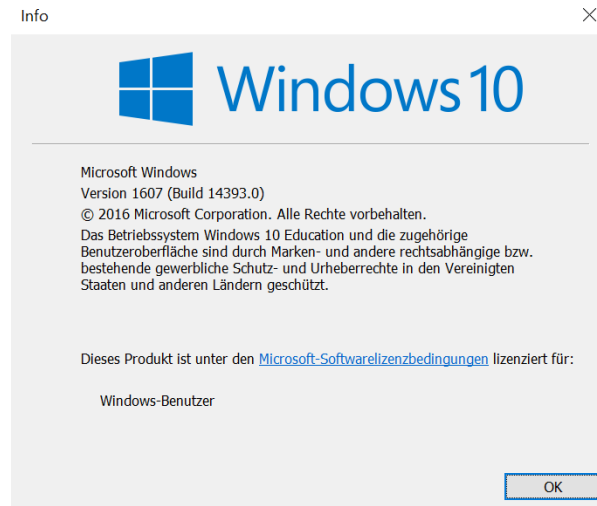 Info
Windows 10
Microsoft Windows
Version 1607 (Build 14393.0)
© 2016 Microsoft Corporation. Alle Rechte vorbehalten.
Das Betriebssystem Windows 10 Education und die zugehörige
Benutzeroberfläche sind durch Marken- und andere rechtsabhängige bzw.
bestehende gewerbliche Schutz- und Urheberrechte in den Vereinigten
Staaten und anderen Ländern geschützt.
Dieses Produkt ist unter den Microsoft-Softwarelizenzbedingungen lizenziert für:
Windows-Benutzer
OK